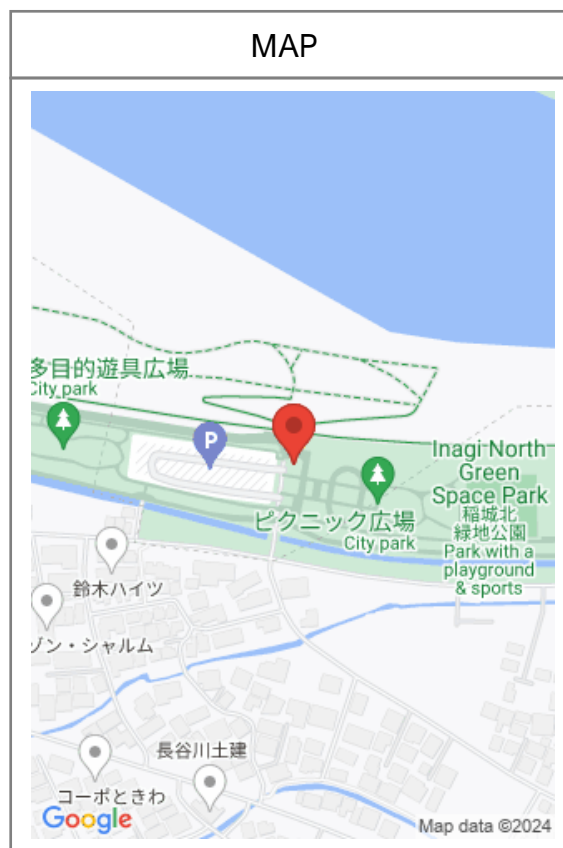 MAP
多目的遊具広場
City park
P
Inagi North
Green
Space Park
稲城北
緑地公園
Park with a
playground
& sports
ピクニック広場
City park
鈴木ハイツ
ゾン・シャルム
長谷川土建
コーポときわ
Google
Map data ©2024